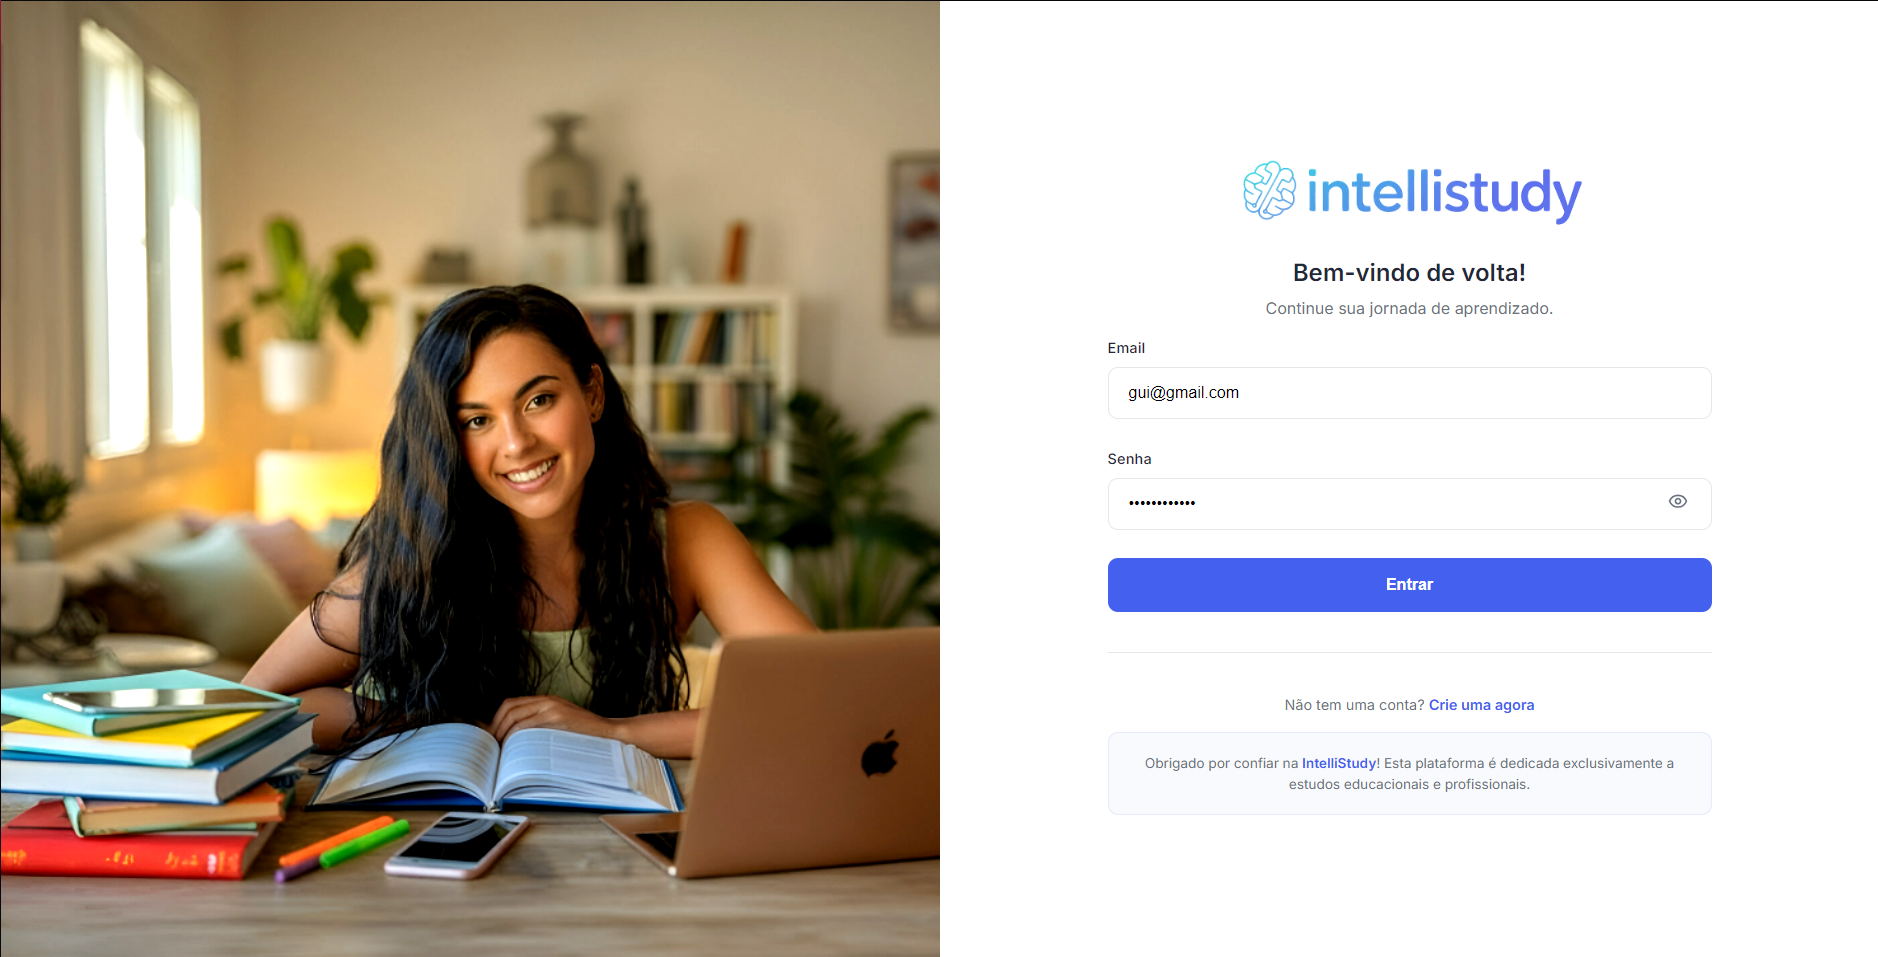 intellistudy
Bem-vindo de volta!
Continue sua jornada de aprendizado.
Email
gui@gmail.com
Senha
••••••••••••
Entrar
Não tem uma conta? Crie uma agora
Obrigado por confiar na IntelliStudy! Esta plataforma é dedicada exclusivamente a
estudos educacionais e profissionais.